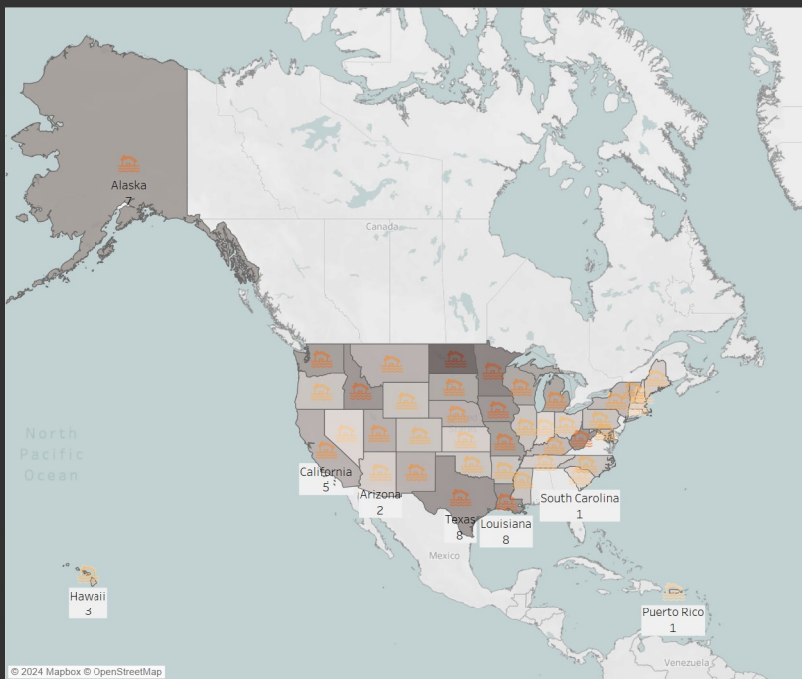 Alaska
7
Canada
North
Pacific
Ocean
California
5
Arizona
2
Texas
8
Louisiana
8
South Carolina
1
Mexico
Hawaii
3
Puerto Rico
1
Venezuela
© 2024 Mapbox © OpenStreetMap